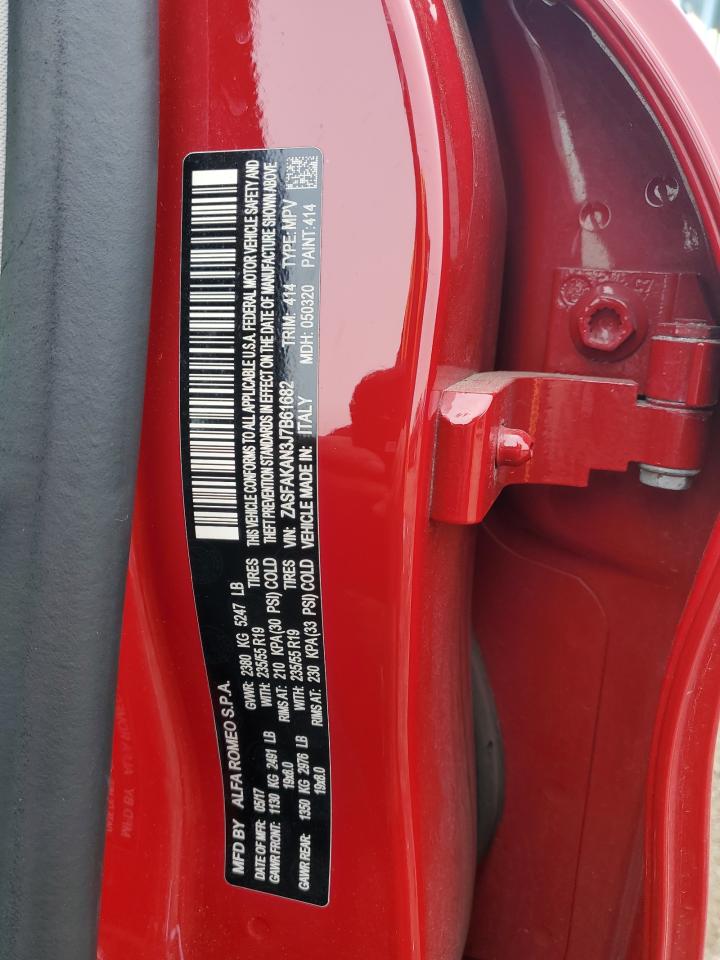 MFD BY ALFA ROMEO S.P.A.
DATE OF MFR: 05/17 GVWR: 2380 KG 5247 LB
GAWR FRONT: 1130 KG 2491 LB WITH: 235/55 R19 TIRES
19x8.0 RIMS AT: 210 KPA(30 PSI) COLD
GAWR REAR: 1350 KG 2976 LB WITH: 235/55 R19 TIRES
19x8.0 RIMS AT: 230 KPA(33 PSI) COLD
THIS VEHICLE CONFORMS TO ALL APPLICABLE U.S.A. FEDERAL MOTOR VEHICLE SAFETY AND
THEFT PREVENTION STANDARDS IN EFFECT ON THE DATE OF MANUFACTURE SHOWN ABOVE
VIN: ZASFAKAN3J7B61682 TRIM: 414 TYPE: MPV
VEHICLE MADE IN: ITALY MDH: 050320 PAINT: 414